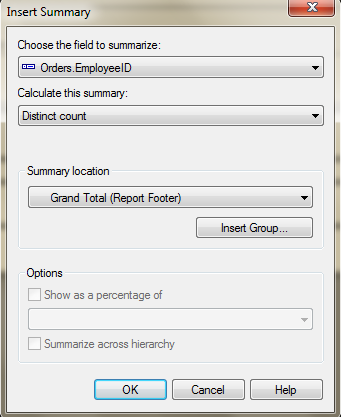 Insert Summary
Choose the field to summarize:
Orders.EmployeeID
Calculate this summary:
Distinct count
Summary location
Grand Total (Report Footer)
Insert Group...
Options
Show as a percentage of
Summarize across hierarchy
OK Cancel Help